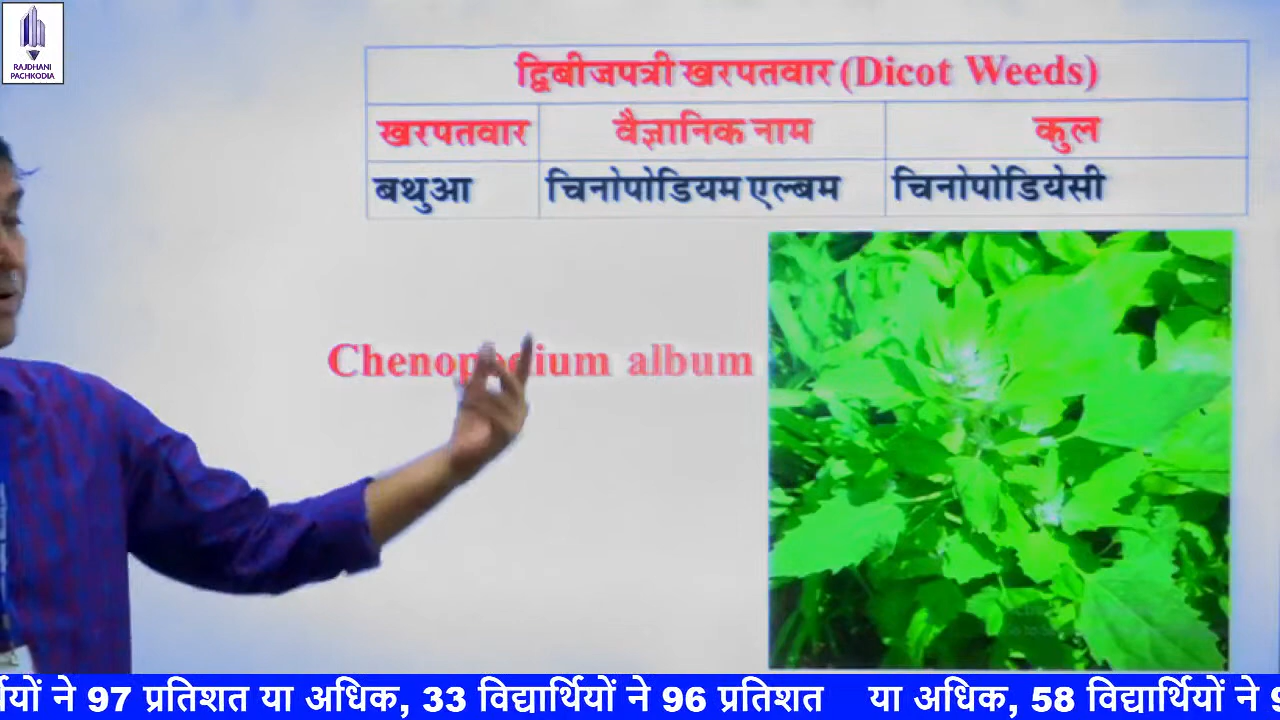 RAJDHANI
PACHKODIA
द्विबीजपत्री खरपतवार (Dicot Weeds)
खरपतवार वैज्ञानिक नाम कुल
बथुआ चिनोपोडियम एल्बम चिनोपोडियेसी
Chenopodium album
ने 97 प्रतिशत या अधिक, 33 विद्यार्थियों ने 96 प्रतिशत या अधिक, 58 विद्यार्थियों ने